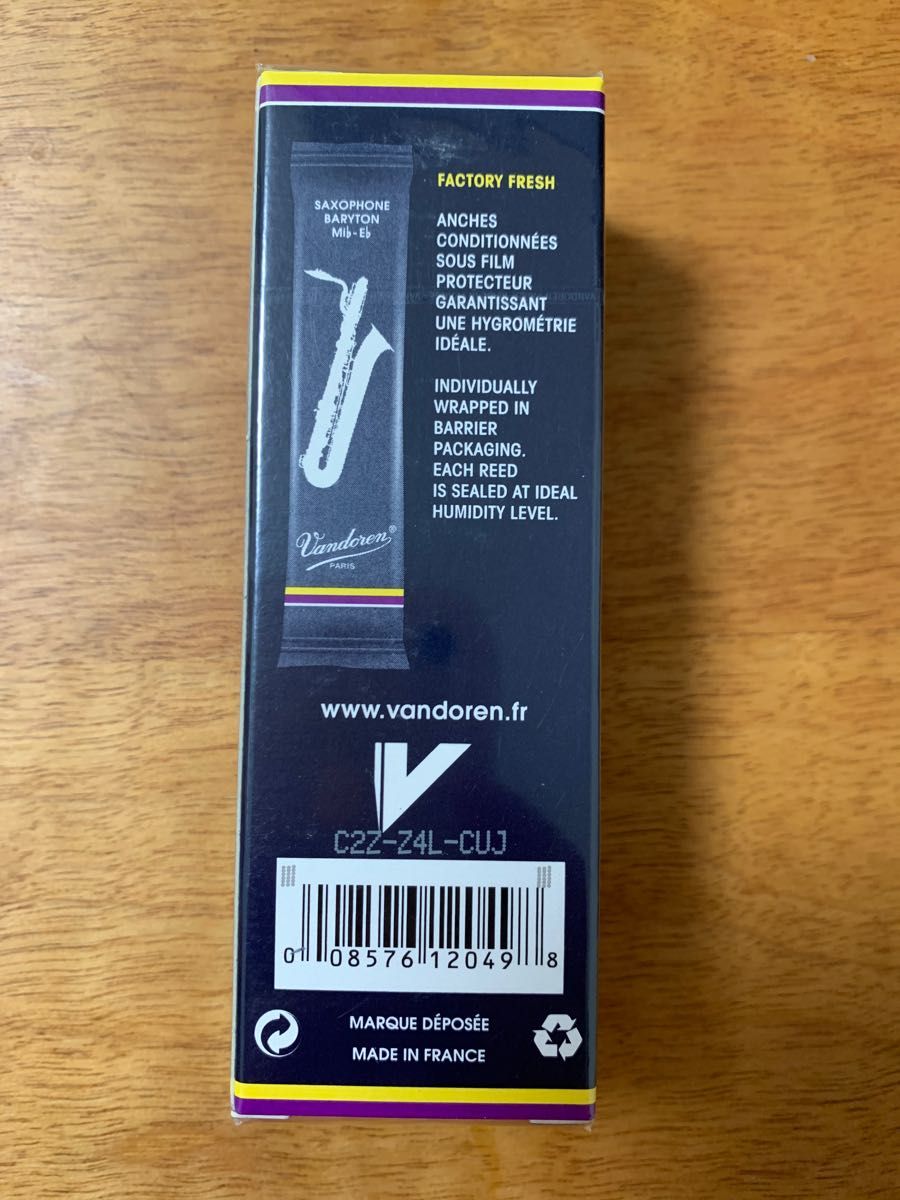 SAXOPHONE
BARYTON
Mi♭-E♭
Vandoren®
PARIS
FACTORY FRESH
ANCHES
CONDITIONNÉES
SOUS FILM
PROTECTEUR
GARANTISSANT
UNE HYGROMÉTRIE
IDÉALE.
INDIVIDUALLY
WRAPPED IN
BARRIER
PACKAGING.
EACH REED
IS SEALED AT IDEAL
HUMIDITY LEVEL.
www.vandoren.fr
V
C2Z-Z4L-CUJ
0 08576 12049 8
MARQUE DÉPOSÉE
MADE IN FRANCE